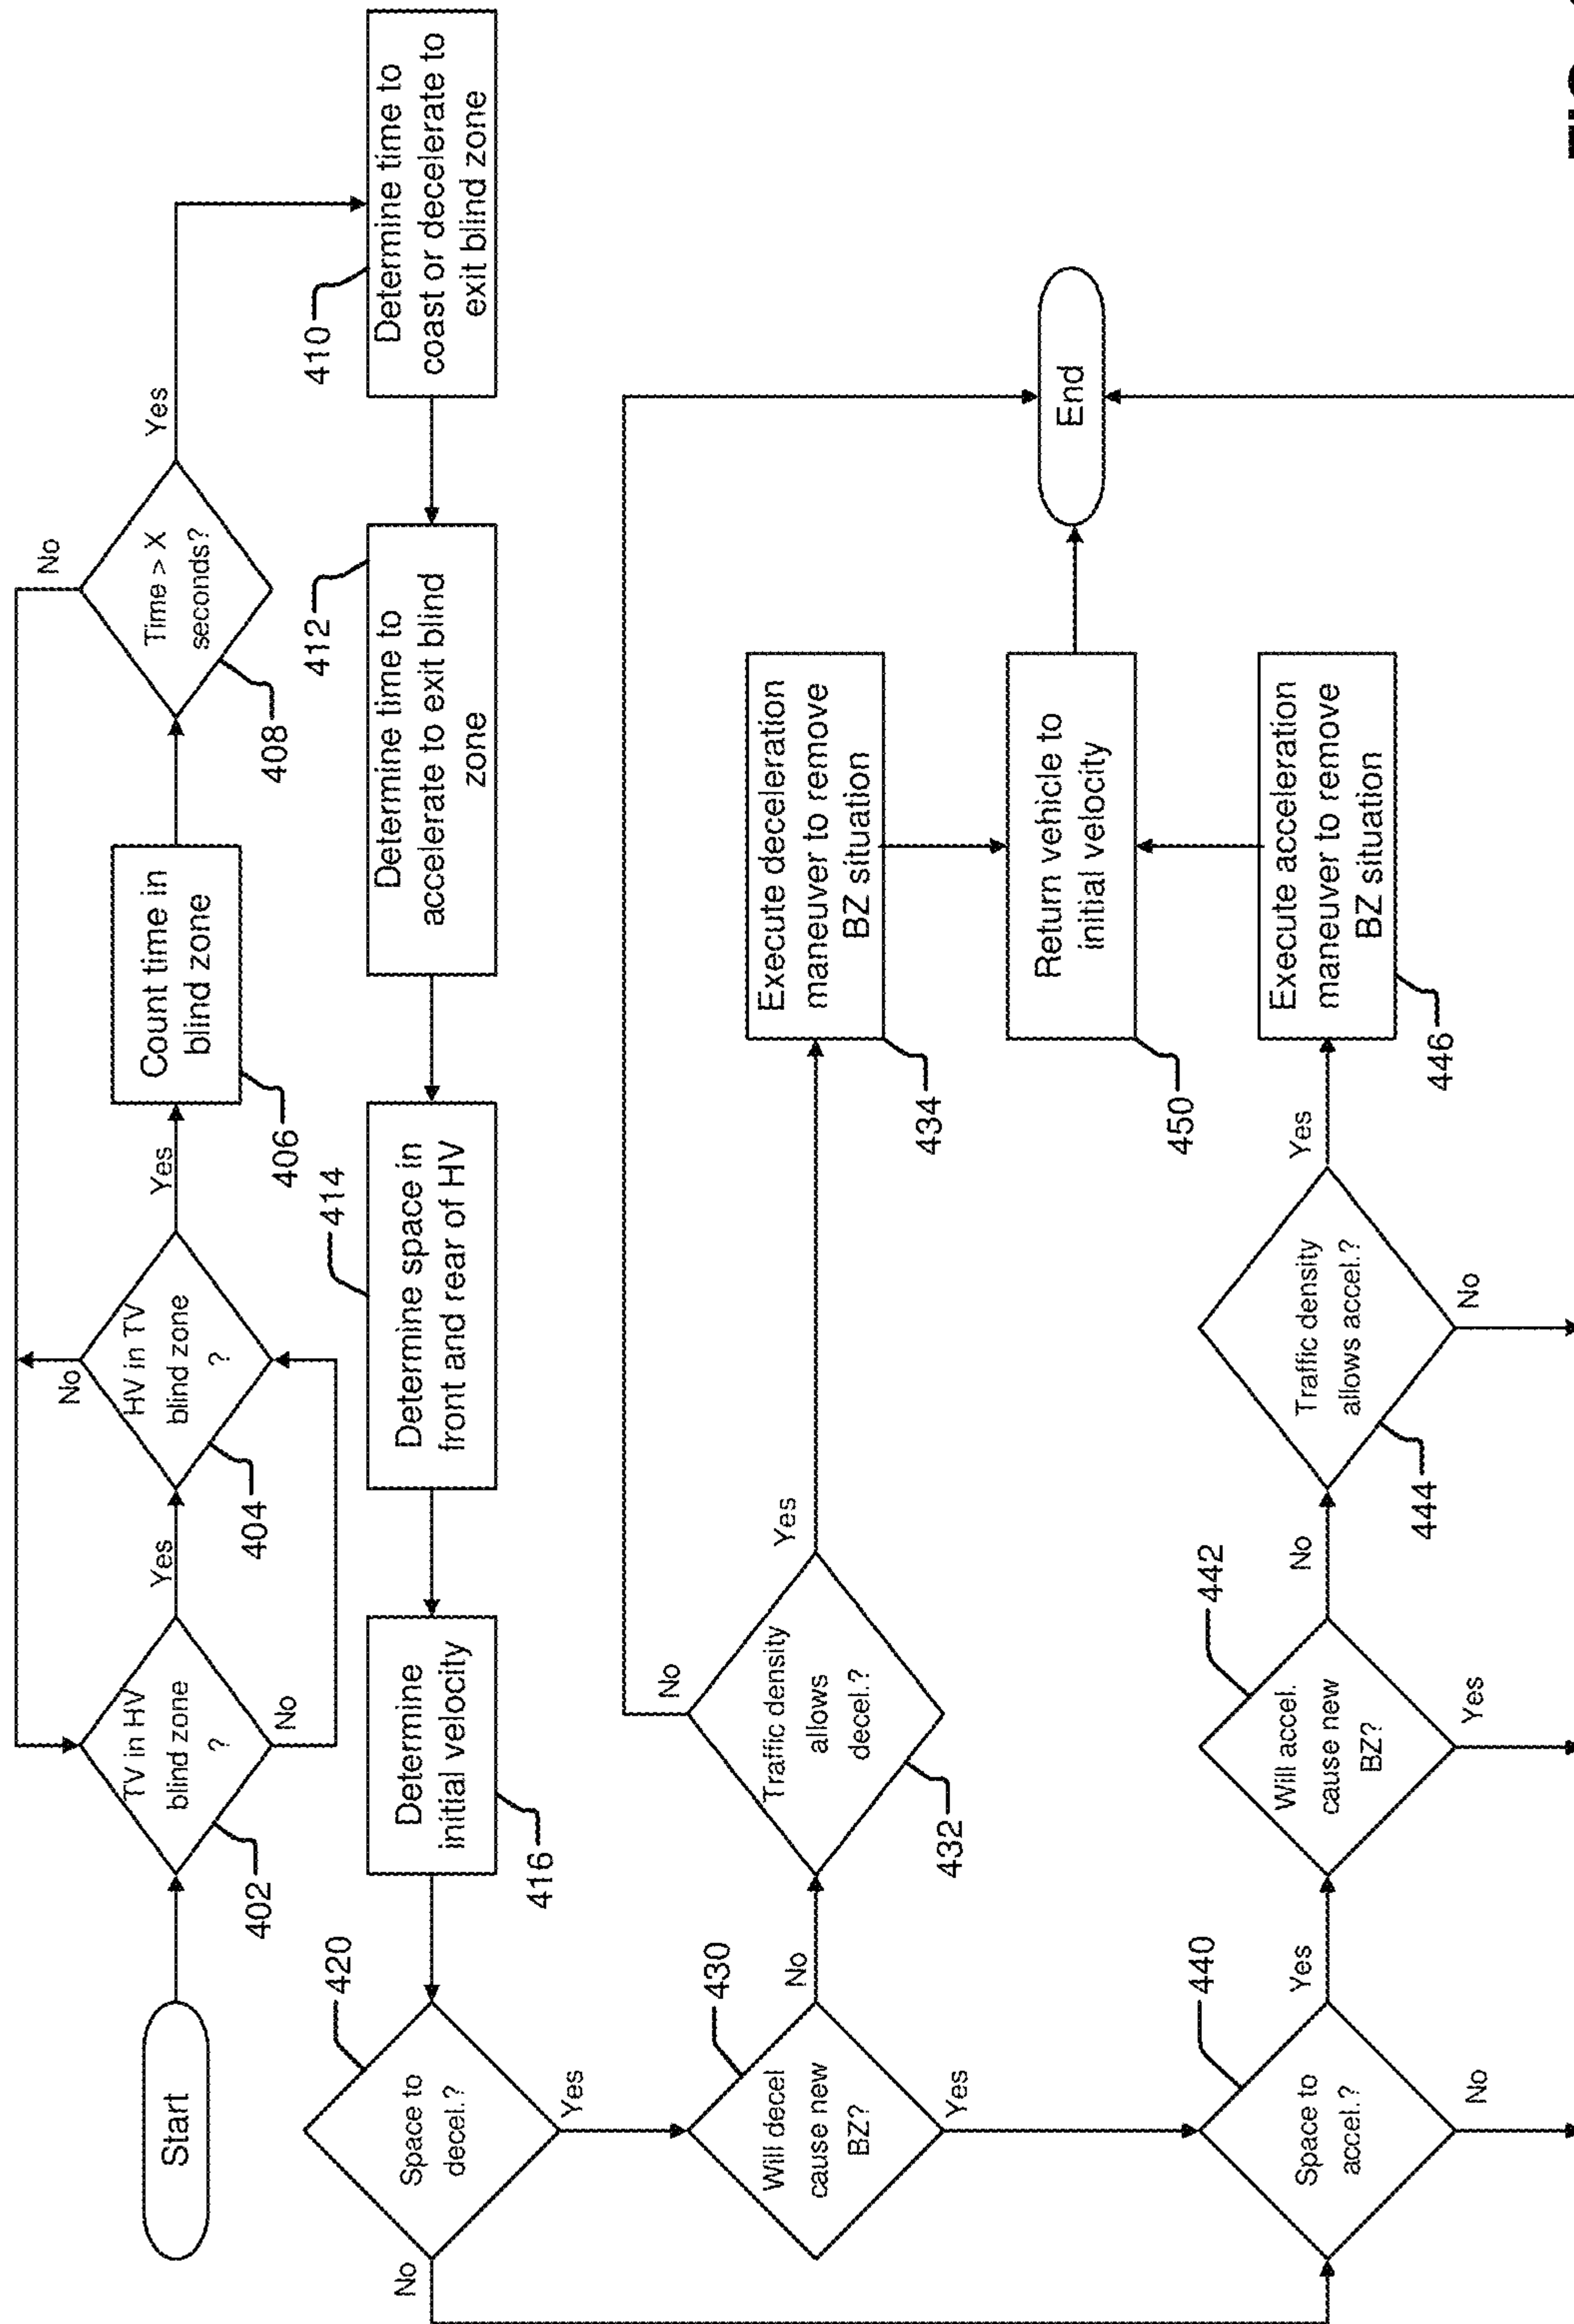 Start
402
TV in HV
blind zone
?
Yes
No
404
HV in TV
blind zone
?
No
Yes
406
Count time in
blind zone
408
Time > X
seconds?
No
Yes
410
Determine time to
coast or decelerate to
exit blind zone
412
Determine time to
accelerate to exit blind
zone
414
Determine space in
front and rear of HV
416
Determine
initial velocity
420
Space to
decel.?
No
Yes
430
Will decel
cause new
BZ?
No
Yes
432
Traffic density
allows
decel.?
No
Yes
434
Execute deceleration
maneuver to remove
BZ situation
440
Space to
accel.?
Yes
No
442
Will accel.
cause new
BZ?
No
Yes
444
Traffic density
allows accel.?
Yes
No
446
Execute acceleration
maneuver to remove
BZ situation
450
Return vehicle to
initial velocity
End